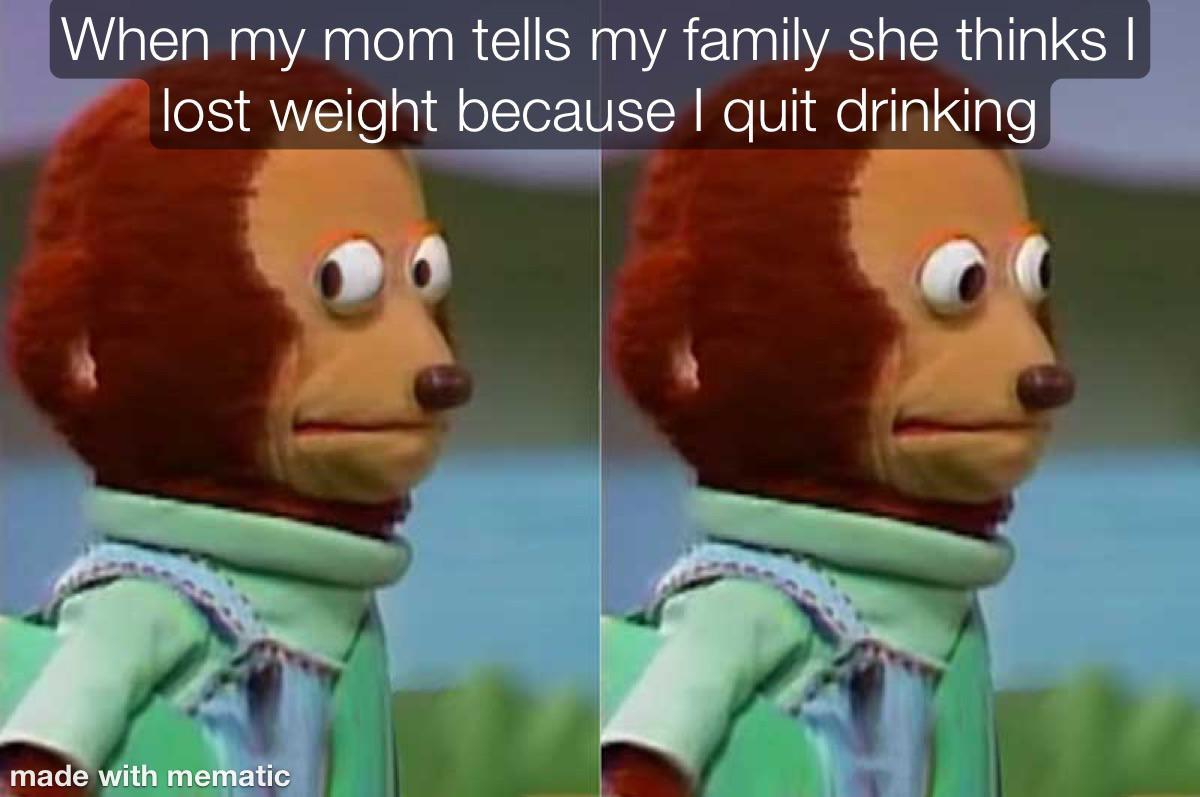 When my mom tells my family she thinks I
lost weight because I quit drinking
made with mematic